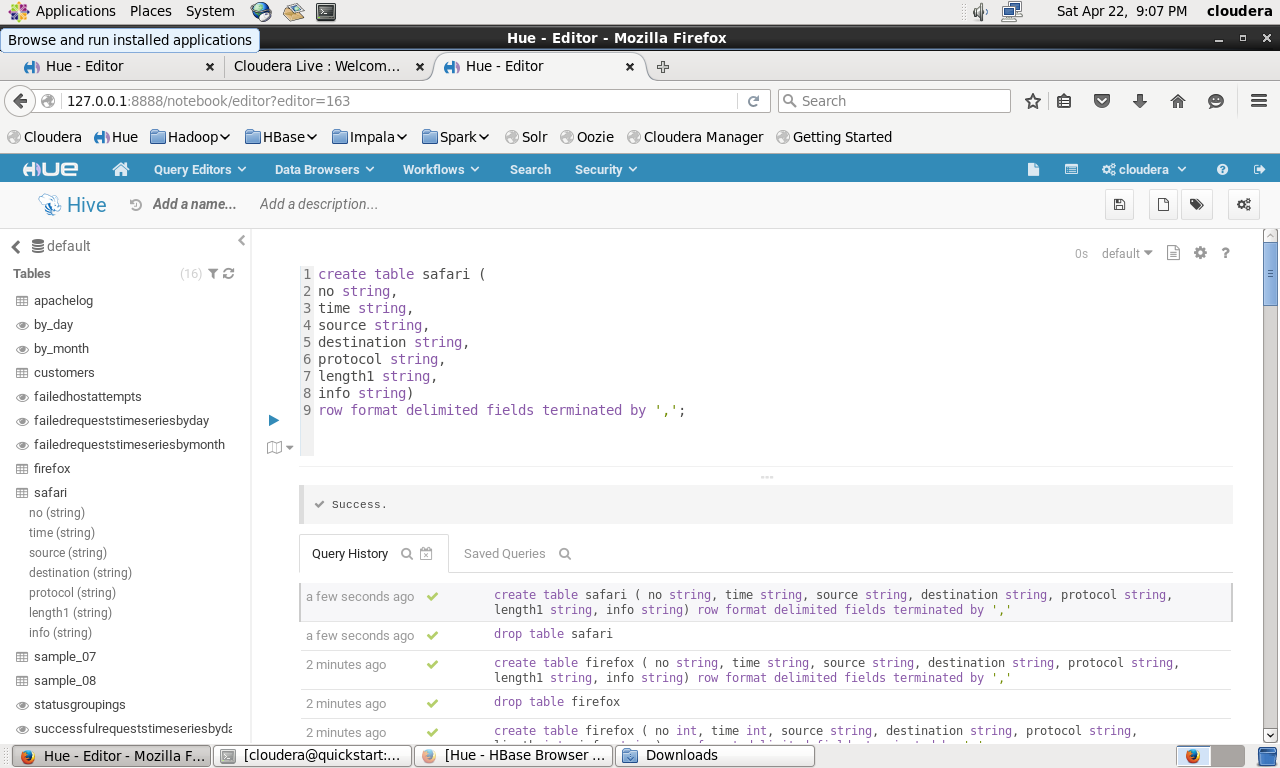 Applications Places System Sat Apr 22, 9:07 PM cloudera
Browse and run installed applications
Hue - Editor - Mozilla Firefox
Hue - Editor
Cloudera Live : Welcom...
Hue - Editor
127.0.0.1:8888/notebook/editor?editor=163
Search
Cloudera Hue Hadoop HBase Impala Spark Solr Oozie Cloudera Manager Getting Started
HUE Query Editors Data Browsers Workflows Search Security cloudera
Hive Add a name... Add a description...
default
Tables (16)
apachelog
by_day
by_month
customers
failedhostattempts
failedrequeststimeseriesbyday
failedrequeststimeseriesbymonth
firefox
safari
no (string)
time (string)
source (string)
destination (string)
protocol (string)
length1 (string)
info (string)
sample_07
sample_08
statusgroupings
successfulrequeststimeseriesbyda
0s default ?
1 create table safari (
2 no string,
3 time string,
4 source string,
5 destination string,
6 protocol string,
7 length1 string,
8 info string)
9 row format delimited fields terminated by ',';
Success.
Query History
Saved Queries
a few seconds ago create table safari ( no string, time string, source string, destination string, protocol string,
length1 string, info string) row format delimited fields terminated by ','
a few seconds ago drop table safari
2 minutes ago create table firefox ( no string, time string, source string, destination string, protocol string,
length1 string, info string) row format delimited fields terminated by ','
2 minutes ago drop table firefox
2 minutes ago create table firefox ( no int, time int, source string, destination string, protocol string,
Hue - Editor - Mozilla F...
[cloudera@quickstart:...
[Hue - HBase Browser ...
Downloads